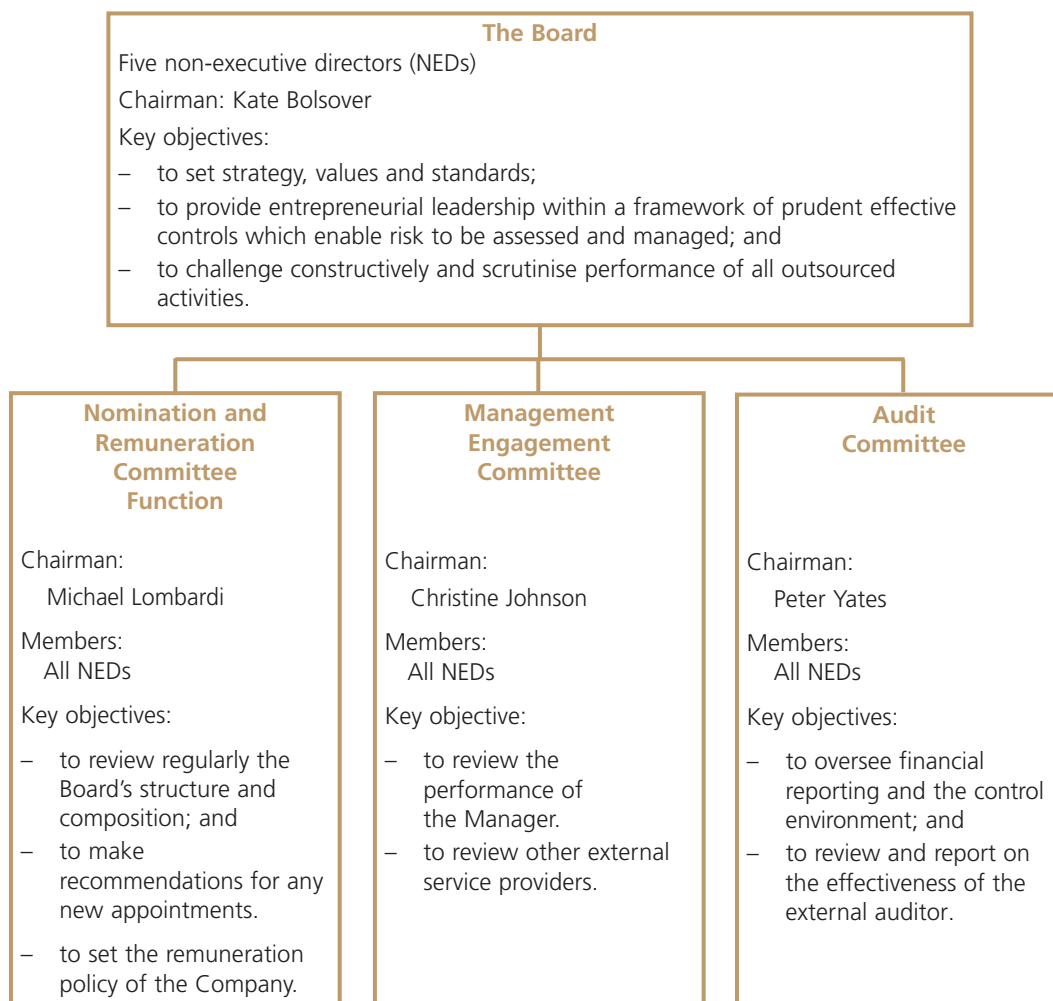 The Board
Five non-executive directors (NEDs)
Chairman: Kate Bolsover
Key objectives:
– to set strategy, values and standards;
– to provide entrepreneurial leadership within a framework of prudent effective
controls which enable risk to be assessed and managed; and
– to challenge constructively and scrutinise performance of all outsourced
activities.
Nomination and
Remuneration
Committee
Function
Chairman:
Michael Lombardi
Members:
All NEDs
Key objectives:
– to review regularly the
Board’s structure and
composition; and
– to make
recommendations for any
new appointments.
– to set the remuneration
policy of the Company.
Management
Engagement
Committee
Chairman:
Christine Johnson
Members:
All NEDs
Key objective:
– to review the
performance of
the Manager.
– to review other external
service providers.
Audit
Committee
Chairman:
Peter Yates
Members:
All NEDs
Key objectives:
– to oversee financial
reporting and the control
environment; and
– to review and report on
the effectiveness of the
external auditor.